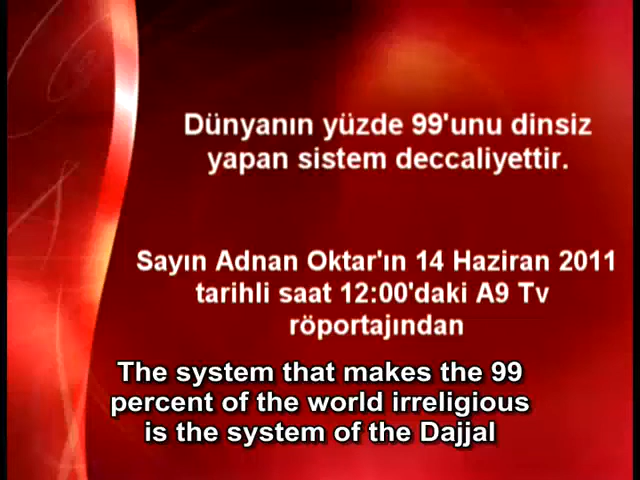 Dünyanın yüzde 99'unu dinsiz
yapan sistem deccaliyettir.
Sayın Adnan Oktar'ın 14 Haziran 2011
tarihli saat 12:00'daki A9 Tv
röportajından
The system that makes the 99
percent of the world irreligious
is the system of the Dajjal